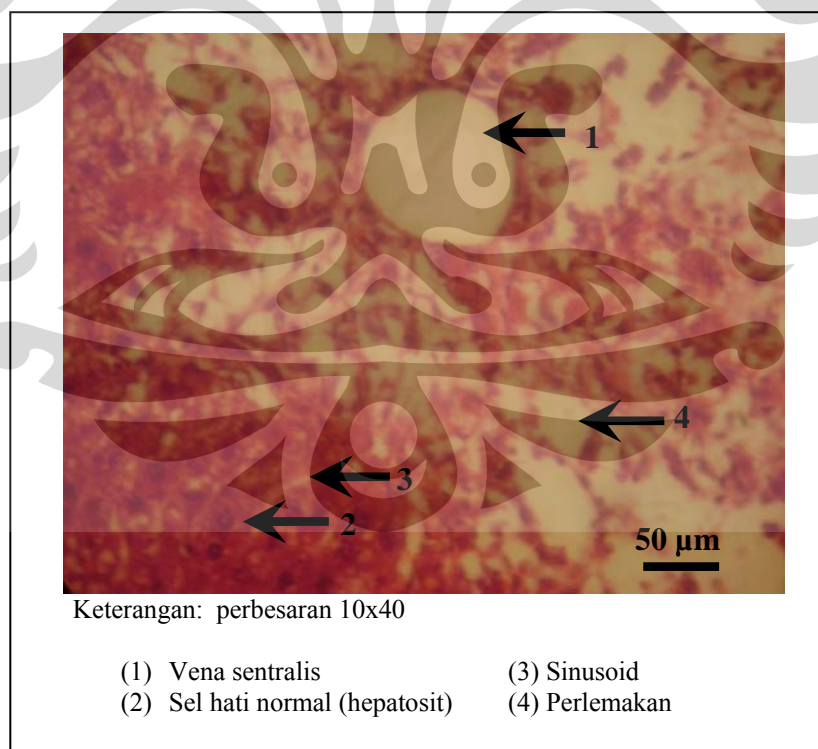 1
4
3
2
50 µm
Keterangan: perbesaran 10x40
(1) Vena sentralis (3) Sinusoid
(2) Sel hati normal (hepatosit) (4) Perlemakan